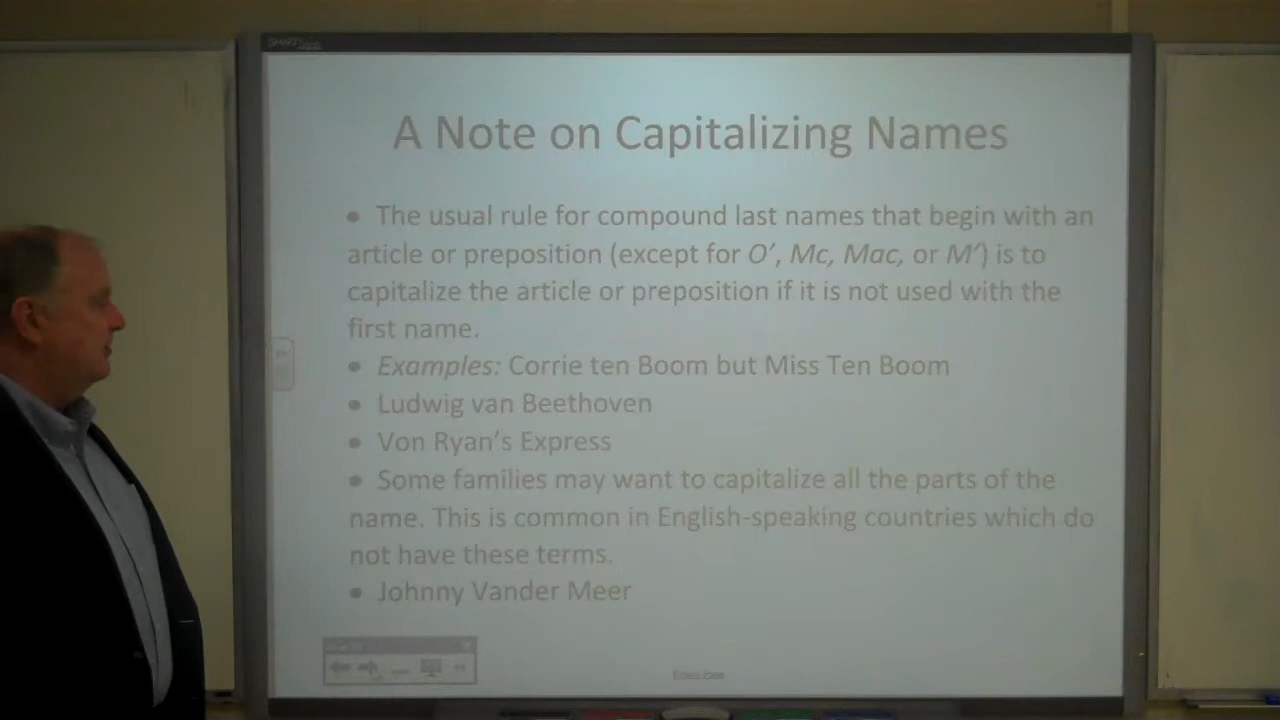 SMART
A Note on Capitalizing Names
• The usual rule for compound last names that begin with an
article or preposition (except for O’, Mc, Mac, or M’) is to
capitalize the article or preposition if it is not used with the
first name.
• Examples: Corrie ten Boom but Miss Ten Boom
• Ludwig van Beethoven
• Von Ryan’s Express
• Some families may want to capitalize all the parts of the
name. This is common in English-speaking countries which do
not have these terms.
• Johnny Vander Meer